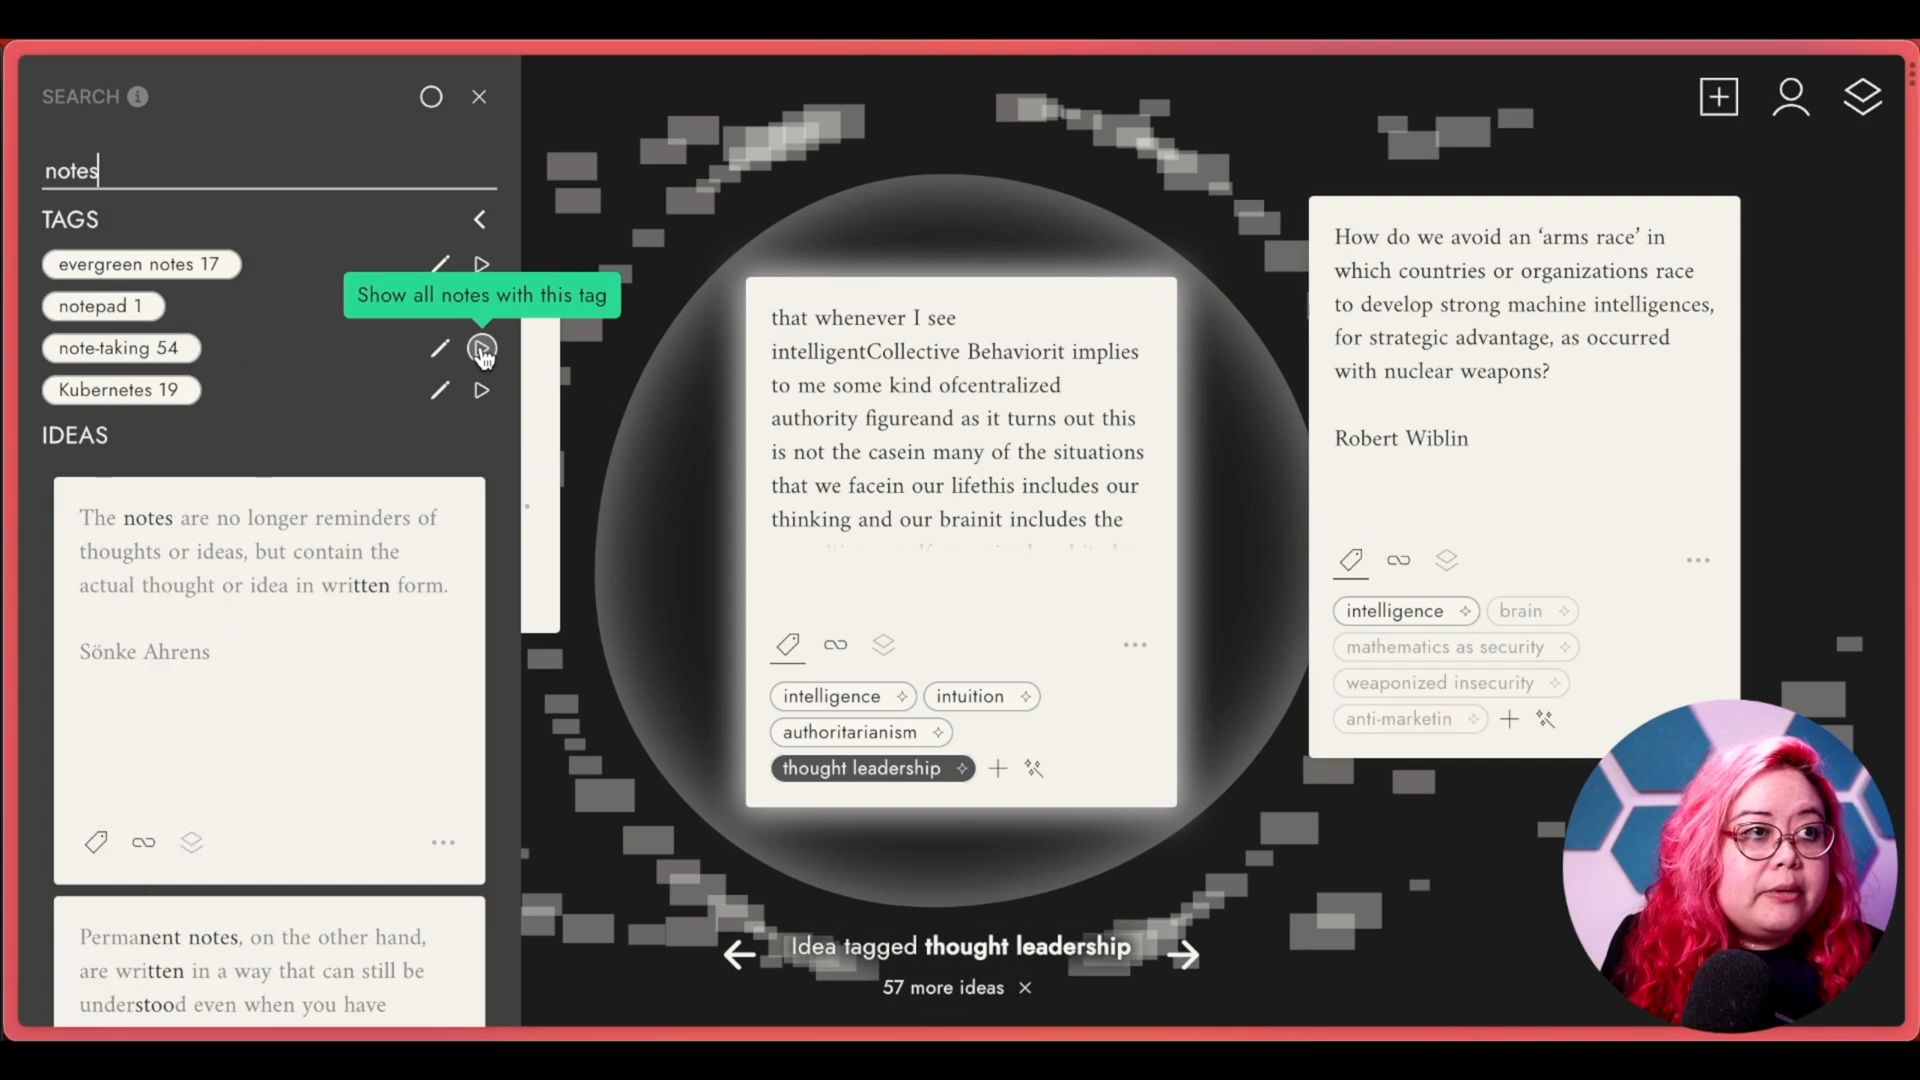 SEARCH
notes
TAGS
evergreen notes 17
Show all notes with this tag
notepad 1
note-taking 54
Kubernetes 19
IDEAS
The notes are no longer reminders of
thoughts or ideas, but contain the
actual thought or idea in written form.
Sönke Ahrens
Permanent notes, on the other hand,
are written in a way that can still be
understood even when you have
that whenever I see
intelligentCollective Behaviorit implies
to me some kind ofcentralized
authority figureand as it turns out this
is not the casein many of the situations
that we facein our lifethis includes our
thinking and our brainit includes the
intelligence
intuition
authoritarianism
thought leadership
Idea tagged thought leadership
57 more ideas
How do we avoid an ‘arms race’ in
which countries or organizations race
to develop strong machine intelligences,
for strategic advantage, as occurred
with nuclear weapons?
Robert Wiblin
intelligence
brain
mathematics as security
weaponized insecurity
anti-marketin